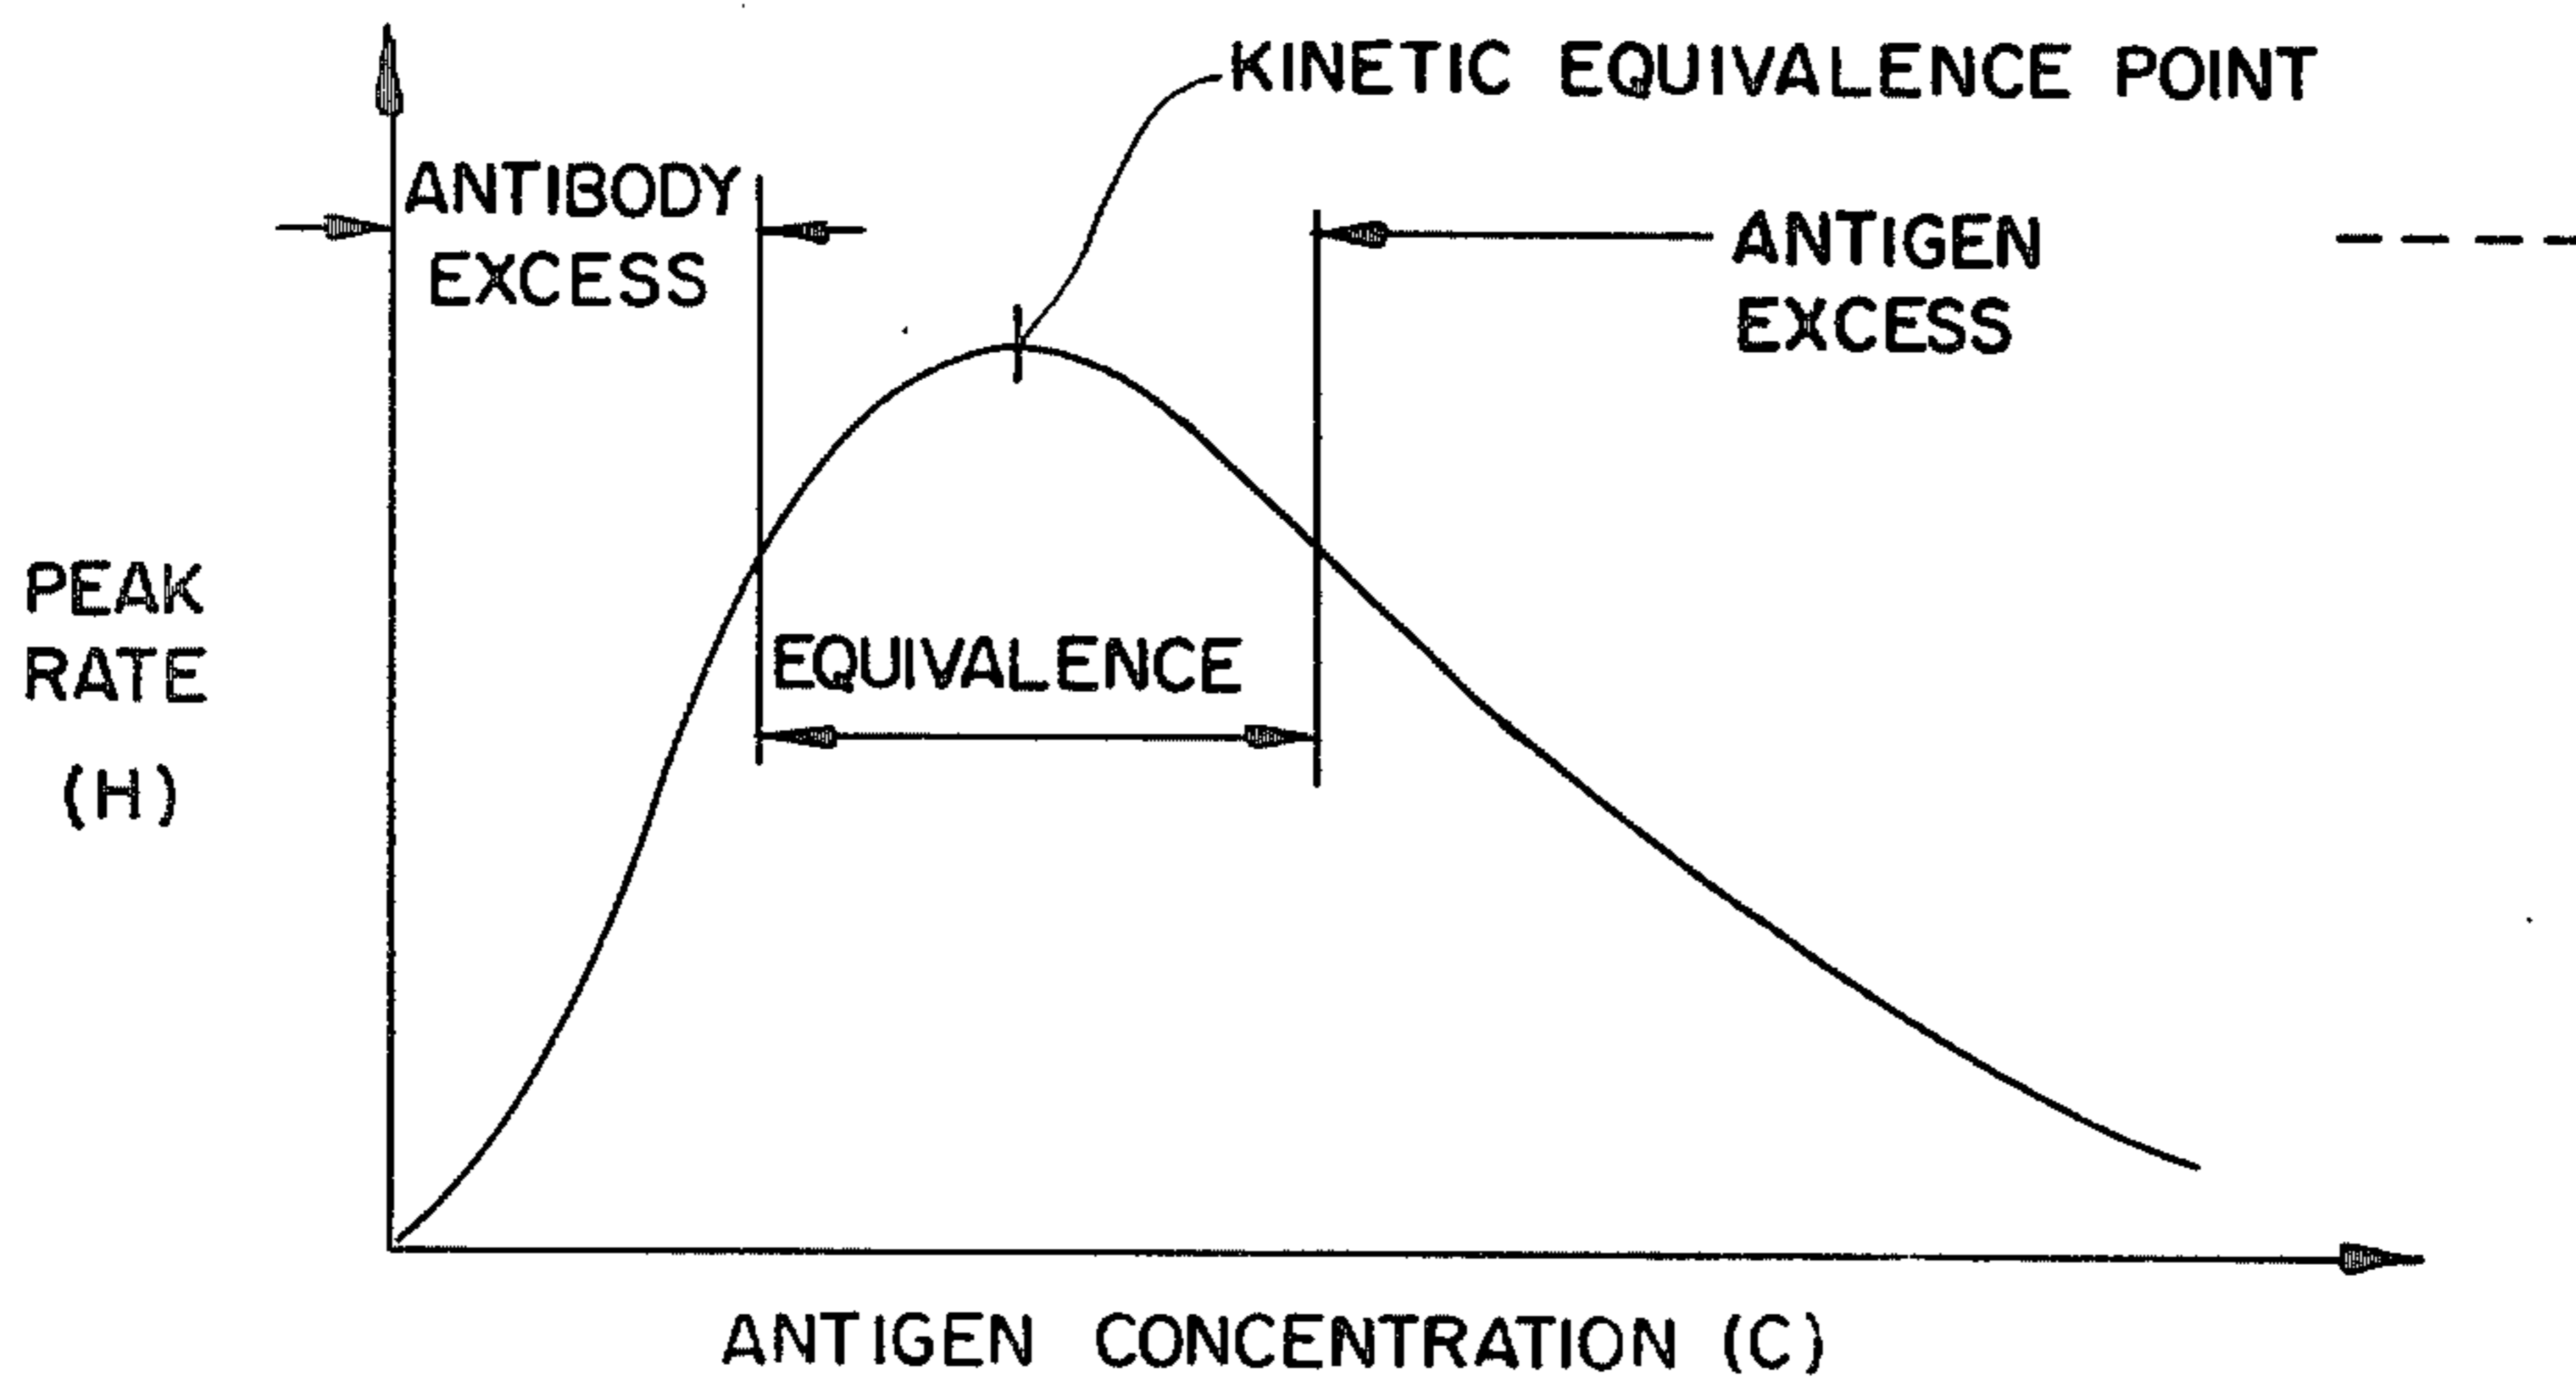 KINETIC EQUIVALENCE POINT
ANTIBODY
EXCESS
ANTIGEN
EXCESS
PEAK
RATE
(H)
EQUIVALENCE
ANTIGEN CONCENTRATION (C)